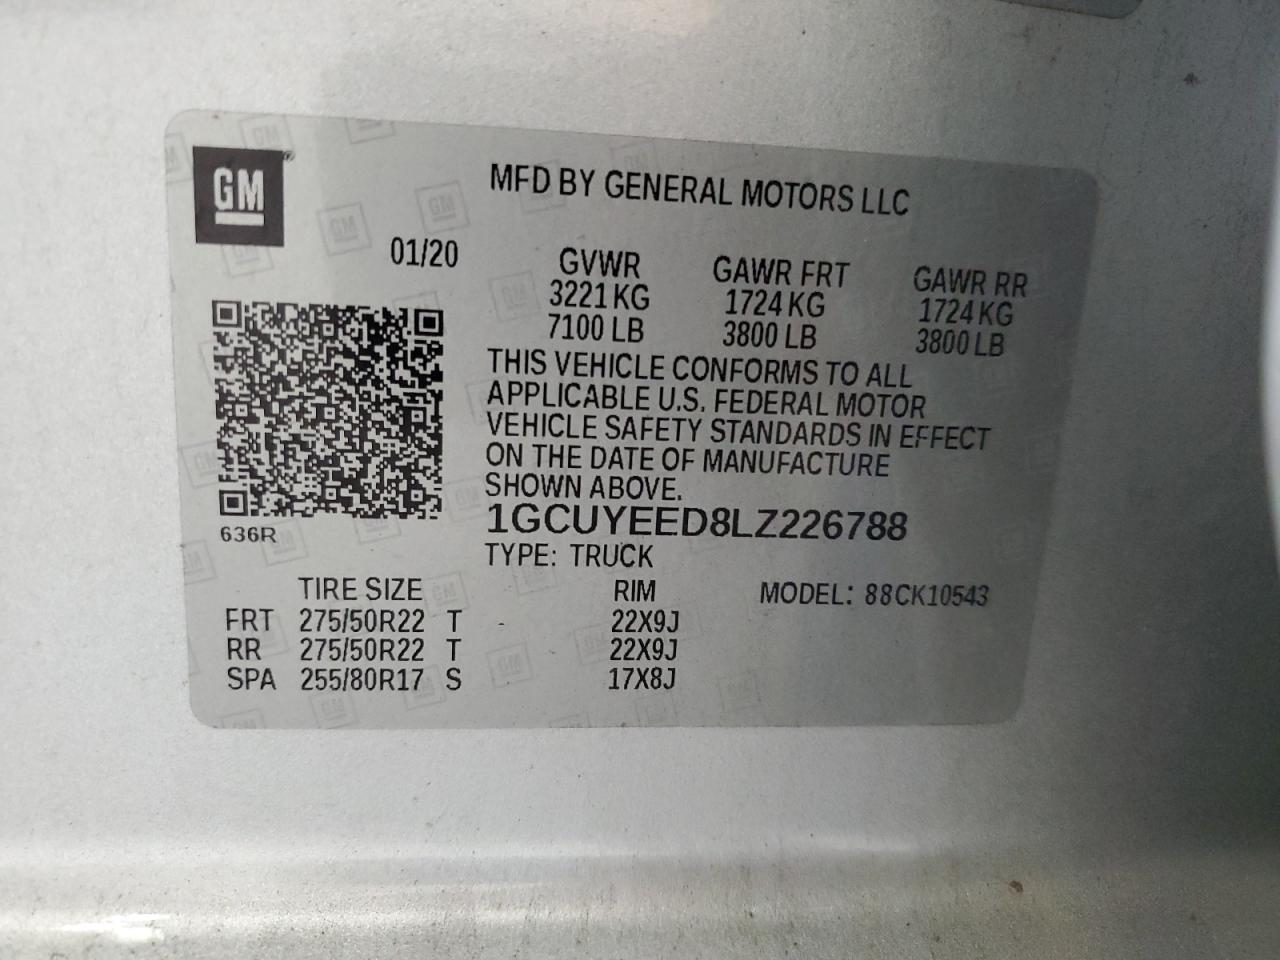 GM
MFD BY GENERAL MOTORS LLC
01/20
GVWR GAWR FRT GAWR RR
3221 KG 1724 KG 1724 KG
7100 LB 3800 LB 3800 LB
THIS VEHICLE CONFORMS TO ALL
APPLICABLE U.S. FEDERAL MOTOR
VEHICLE SAFETY STANDARDS IN EFFECT
ON THE DATE OF MANUFACTURE
SHOWN ABOVE.
1GCUYEED8LZ226788
636R
TYPE: TRUCK
TIRE SIZE RIM MODEL: 88CK10543
FRT 275/50R22 T - 22X9J
RR 275/50R22 T 22X9J
SPA 255/80R17 S 17X8J